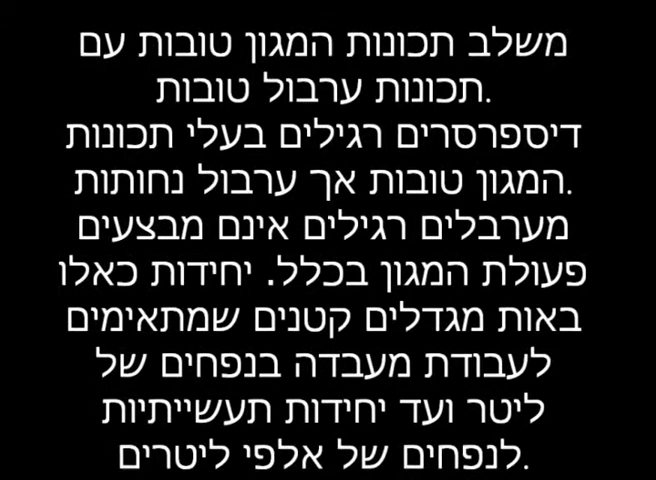 משלב תכונות המגון טובות עם
תכונות ערבול טובות.
דיספרסרים רגילים בעלי תכונות
המגון טובות אך ערבול נחותות.
מערבלים רגילים אינם מבצעים
פעולת המגון בכלל. יחידות כאלו
באות מגדלים קטנים שמתאימים
לעבודת מעבדה בנפחים של
ליטר ועד יחידות תעשייתיות
לנפחים של אלפי ליטרים.